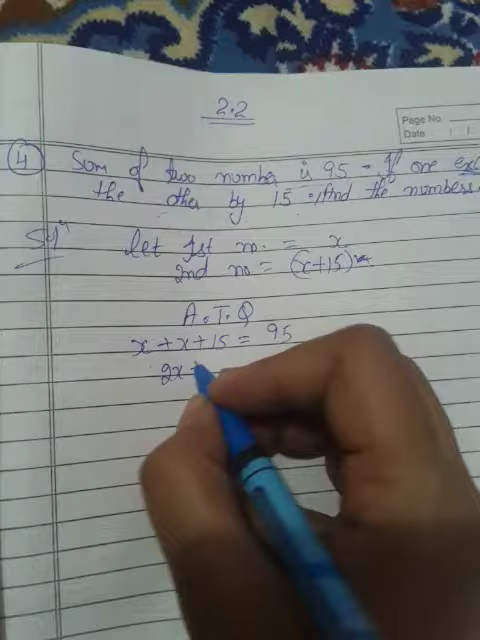 2.2
Page No.
Date
4 Sum of two number is 95 . If one exc
the other by 15 . find the numbers
Solⁿ let 1st no. = x
2nd no = (x+15)
A.T.Q
x + x + 15 = 95
2x +